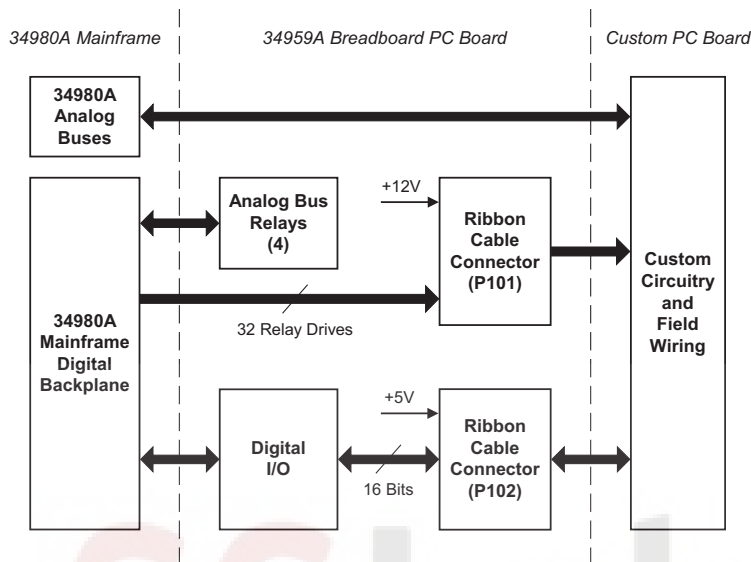 34980A Mainframe
34959A Breadboard PC Board
Custom PC Board
34980A
Analog
Buses
Analog Bus
Relays
(4)
+12V
Ribbon
Cable
Connector
(P101)
32 Relay Drives
34980A
Mainframe
Digital
Backplane
Custom
Circuitry
and
Field
Wiring
Digital
I/O
+5V
16 Bits
Ribbon
Cable
Connector
(P102)